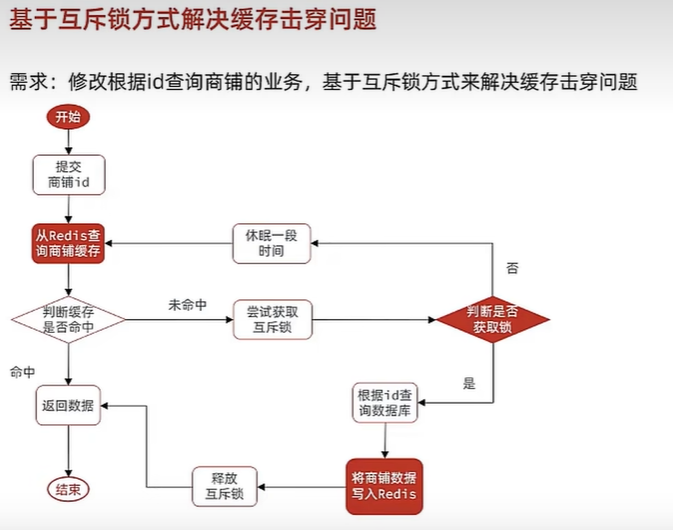 基于互斥锁方式解决缓存击穿问题
需求：修改根据id查询商铺的业务，基于互斥锁方式来解决缓存击穿问题
开始
提交
商铺id
从Redis查
询商铺缓存
休眠一段
时间
否
判断缓存
是否命中
未命中
尝试获取
互斥锁
判断是否
获取锁
命中
是
返回数据
根据id查
询数据库
结束
释放
互斥锁
将商铺数据
写入Redis